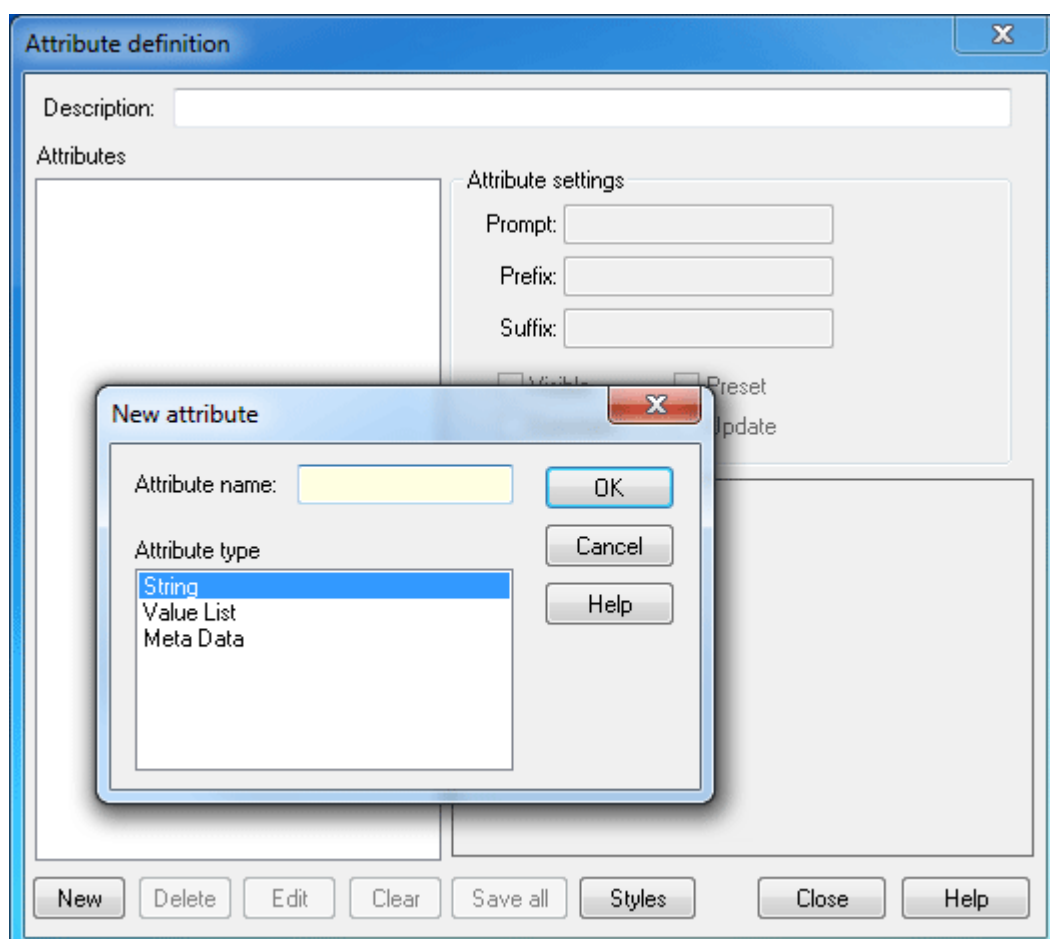 Attribute definition
Description:
Attributes
Attribute settings
Prompt:
Prefix:
Suffix:
Visible
Preset
Update
New attribute
Attribute name:
OK
Attribute type
Cancel
String
Help
Value List
Meta Data
New
Delete
Edit
Clear
Save all
Styles
Close
Help